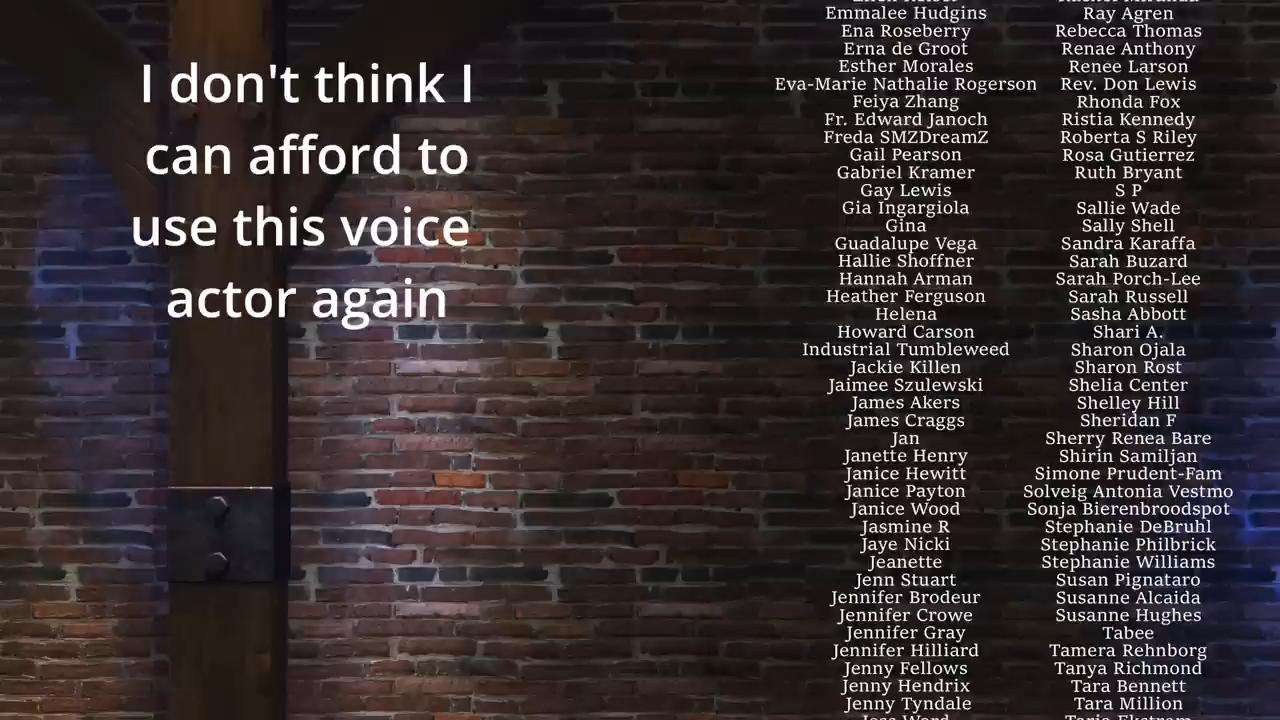 I don't think I
can afford to
use this voice
actor again
Emmalee Hudgins
Ena Roseberry
Erna de Groot
Esther Morales
Eva-Marie Nathalie Rogerson
Feiya Zhang
Fr. Edward Janoch
Freda SMZDreamZ
Gail Pearson
Gabriel Kramer
Gay Lewis
Gia Ingargiola
Gina
Guadalupe Vega
Hallie Shoffner
Hannah Arman
Heather Ferguson
Helena
Howard Carson
Industrial Tumbleweed
Jackie Killen
Jaimee Szulewski
James Akers
James Craggs
Jan
Janette Henry
Janice Hewitt
Janice Payton
Janice Wood
Jasmine R
Jaye Nicki
Jeanette
Jenn Stuart
Jennifer Brodeur
Jennifer Crowe
Jennifer Gray
Jennifer Hilliard
Jenny Fellows
Jenny Hendrix
Jenny Tyndale
Ray Agren
Rebecca Thomas
Renae Anthony
Renee Larson
Rev. Don Lewis
Rhonda Fox
Ristia Kennedy
Roberta S Riley
Rosa Gutierrez
Ruth Bryant
S P
Sallie Wade
Sally Shell
Sandra Karaffa
Sarah Buzard
Sarah Porch-Lee
Sarah Russell
Sasha Abbott
Shari A.
Sharon Ojala
Sharon Rost
Shelia Center
Shelley Hill
Sheridan F
Sherry Renea Bare
Shirin Samiljan
Simone Prudent-Fam
Solveig Antonia Vestmo
Sonja Bierenbroodspot
Stephanie DeBruhl
Stephanie Philbrick
Stephanie Williams
Susan Pignataro
Susanne Alcaida
Susanne Hughes
Tabee
Tamera Rehnborg
Tanya Richmond
Tara Bennett
Tara Million